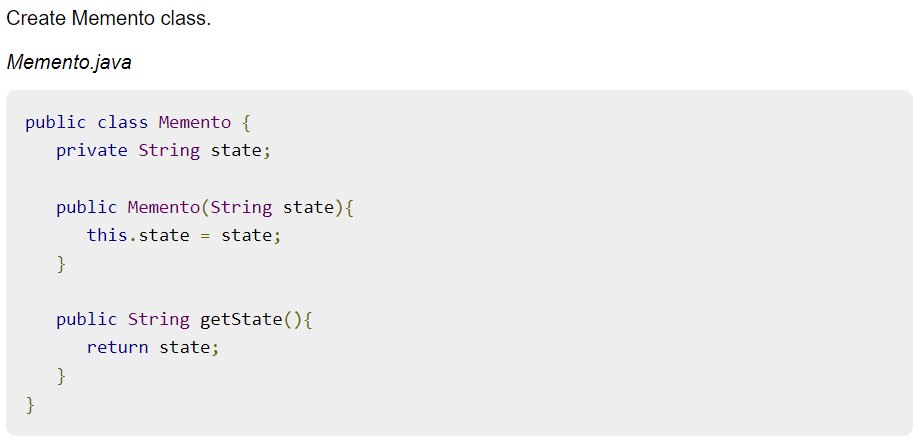 Create Memento class.
Memento.java
public class Memento {
   private String state;

   public Memento(String state){
      this.state = state;
   }

   public String getState(){
      return state;
   }
}